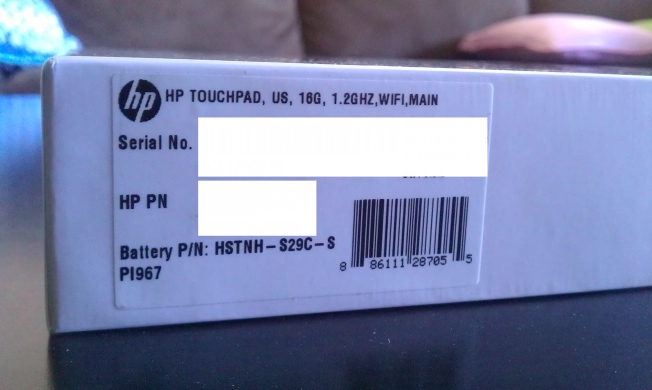 hp HP TOUCHPAD, US, 16G, 1.2GHZ,WIFI,MAIN
Serial No.
HP PN
Battery P/N: HSTNH-S29C-S
PI967
8 86111 28705 5